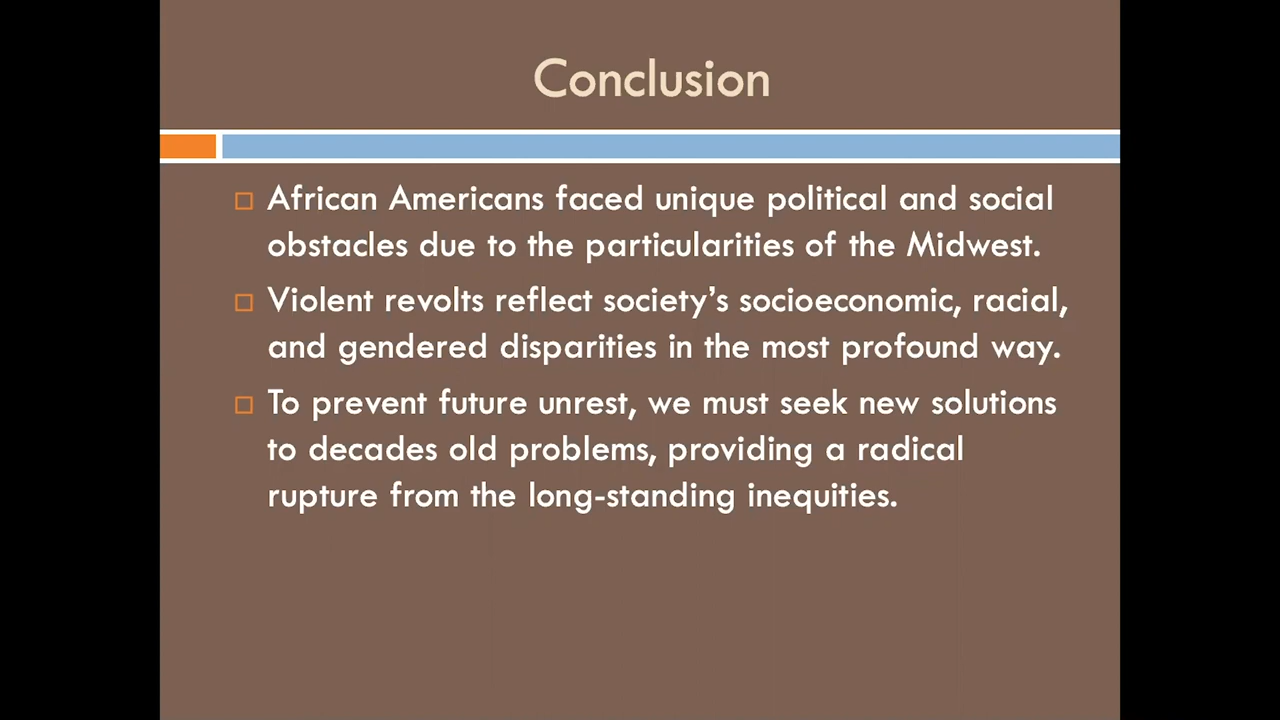 Conclusion
African Americans faced unique political and social
obstacles due to the particularities of the Midwest.
Violent revolts reflect society’s socioeconomic, racial,
and gendered disparities in the most profound way.
To prevent future unrest, we must seek new solutions
to decades old problems, providing a radical
rupture from the long-standing inequities.